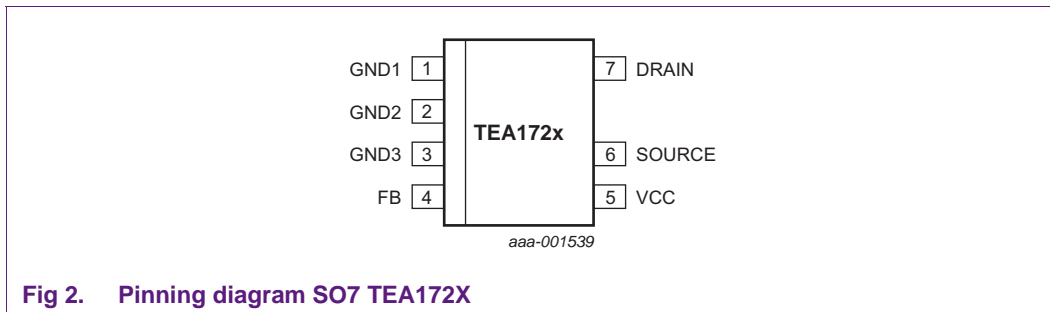 GND1 1 7 DRAIN
GND2 2
TEA172x
GND3 3 6 SOURCE
FB 4 5 VCC
aaa-001539
Fig 2. Pinning diagram SO7 TEA172X